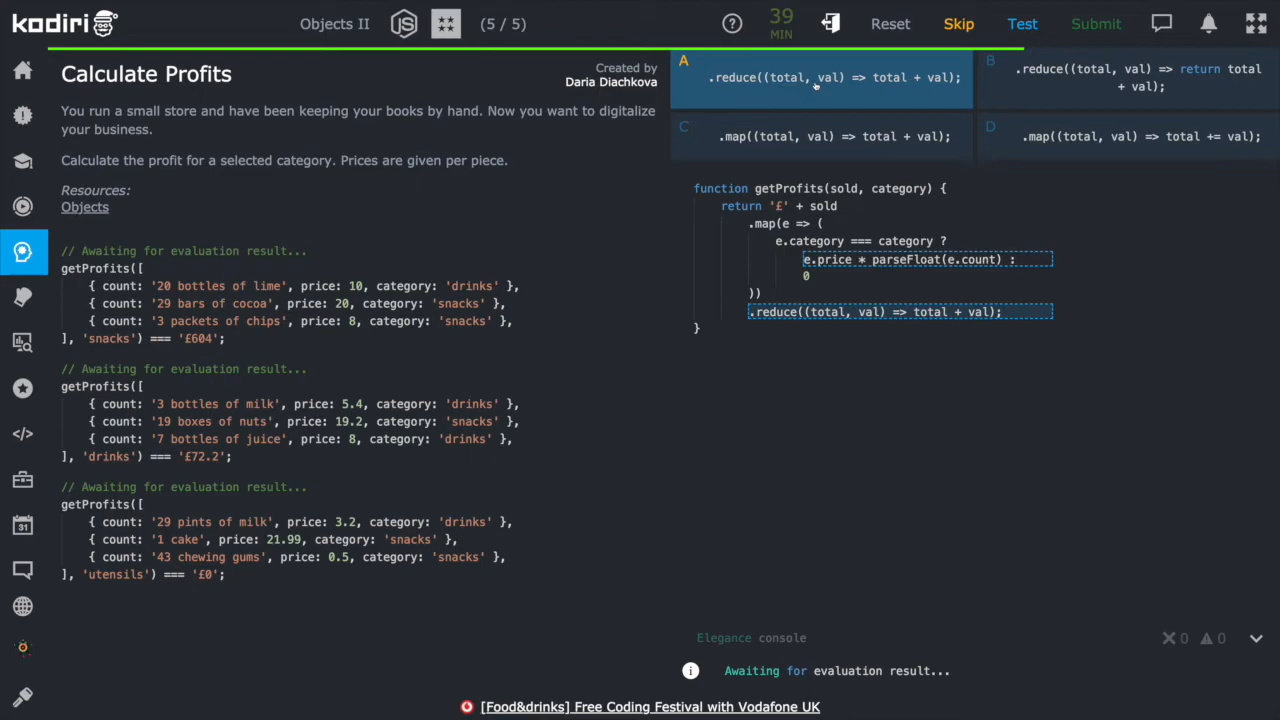 kodiri
Objects II
JS
(5 / 5)
?
39
MIN
Reset
Skip
Test
Submit
Calculate Profits
Created by
Daria Diachkova
You run a small store and have been keeping your books by hand. Now you want to digitalize
your business.
Calculate the profit for a selected category. Prices are given per piece.
Resources:
Objects
// Awaiting for evaluation result...
getProfits([
{ count: '20 bottles of lime', price: 10, category: 'drinks' },
{ count: '29 bars of cocoa', price: 20, category: 'snacks' },
{ count: '3 packets of chips', price: 8, category: 'snacks' },
], 'snacks') === '£604';
// Awaiting for evaluation result...
getProfits([
{ count: '3 bottles of milk', price: 5.4, category: 'drinks' },
{ count: '19 boxes of nuts', price: 19.2, category: 'snacks' },
{ count: '7 bottles of juice', price: 8, category: 'drinks' },
], 'drinks') === '£72.2';
// Awaiting for evaluation result...
getProfits([
{ count: '29 pints of milk', price: 3.2, category: 'drinks' },
{ count: '1 cake', price: 21.99, category: 'snacks' },
{ count: '43 chewing gums', price: 0.5, category: 'snacks' },
], 'utensils') === '£0';
A
.reduce((total, val) => total + val);
B
.reduce((total, val) => return total
+ val);
C
.map((total, val) => total + val);
D
.map((total, val) => total += val);
function getProfits(sold, category) {
return '£' + sold
.map(e => (
e.category === category ?
e.price * parseFloat(e.count) :
0
))
.reduce((total, val) => total + val);
}
Elegance console
0
0
i
Awaiting for evaluation result...
</>
31
[Food&drinks] Free Coding Festival with Vodafone UK